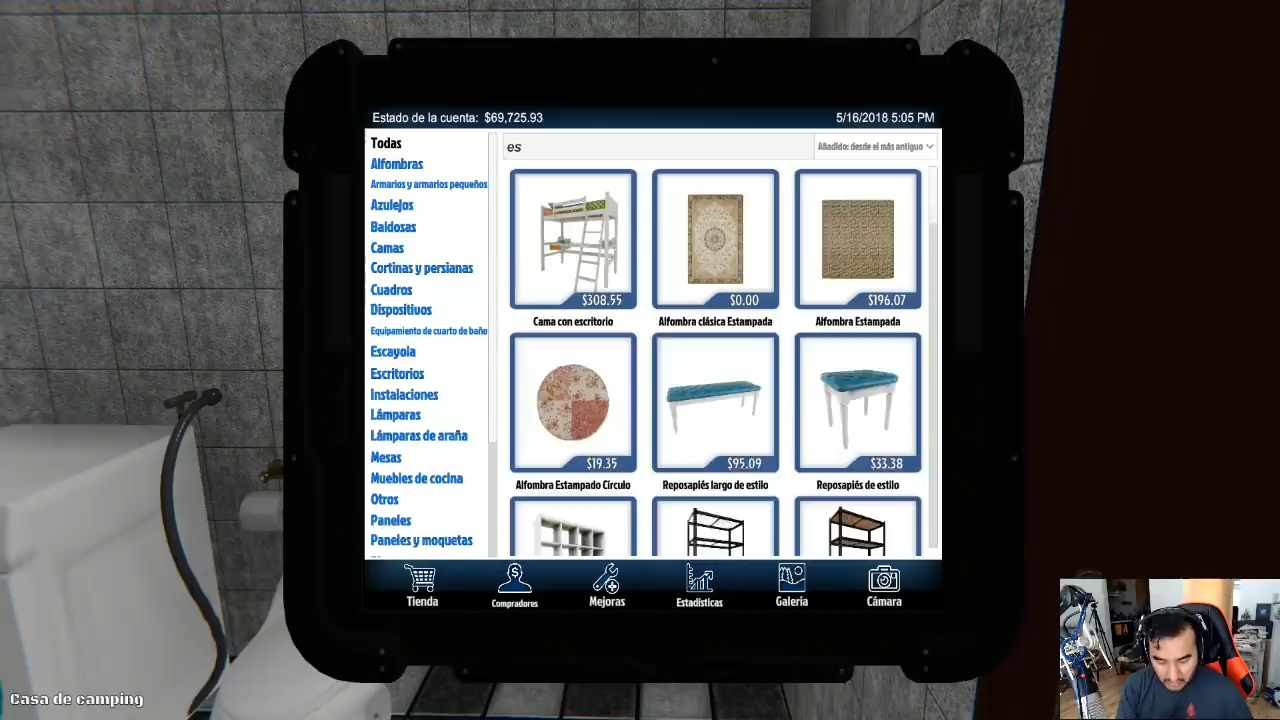 Estado de la cuenta: $69,725.93
5/16/2018 5:05 PM
Todas
Alfombras
Armarios y armarios pequeños
Azulejos
Baldosas
Camas
Cortinas y persianas
Cuadros
Dispositivos
Equipamiento de cuarto de baño
Escayola
Escritorios
Instalaciones
Lámparas
Lámparas de araña
Mesas
Muebles de cocina
Otros
Paneles
Paneles y moquetas
es
Añadido: desde el más antiguo
$308.55
$0.00
$196.07
Cama con escritorio
Alfombra clásica Estampada
Alfombra Estampada
$19.35
$95.09
$33.38
Alfombra Estampado Círculo
Reposapiés largo de estilo
Reposapiés de estilo
Tienda
Compradores
Mejoras
Estadísticas
Galería
Cámara
Casa de camping